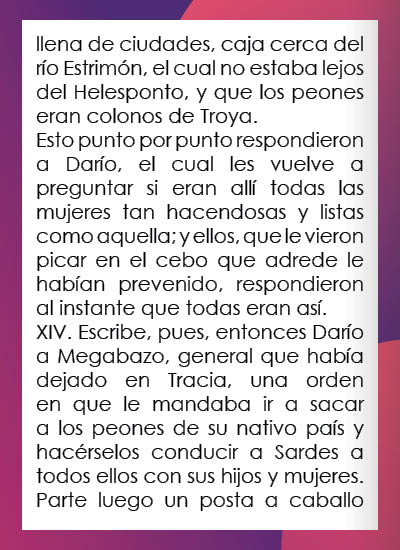 llena de ciudades, caja cerca del
río Estrimón, el cual no estaba lejos
del Helesponto, y que los peones
eran colonos de Troya.
Esto punto por punto respondieron
a Darío, el cual les vuelve a
preguntar si eran allí todas las
mujeres tan hacendosas y listas
como aquella; y ellos, que le vieron
picar en el cebo que adrede le
habían prevenido, respondieron
al instante que todas eran así.
XIV. Escribe, pues, entonces Darío
a Megabazo, general que había
dejado en Tracia, una orden
en que le mandaba ir a sacar
a los peones de su nativo país y
hacérselos conducir a Sardes a
todos ellos con sus hijos y mujeres.
Parte luego un posta a caballo